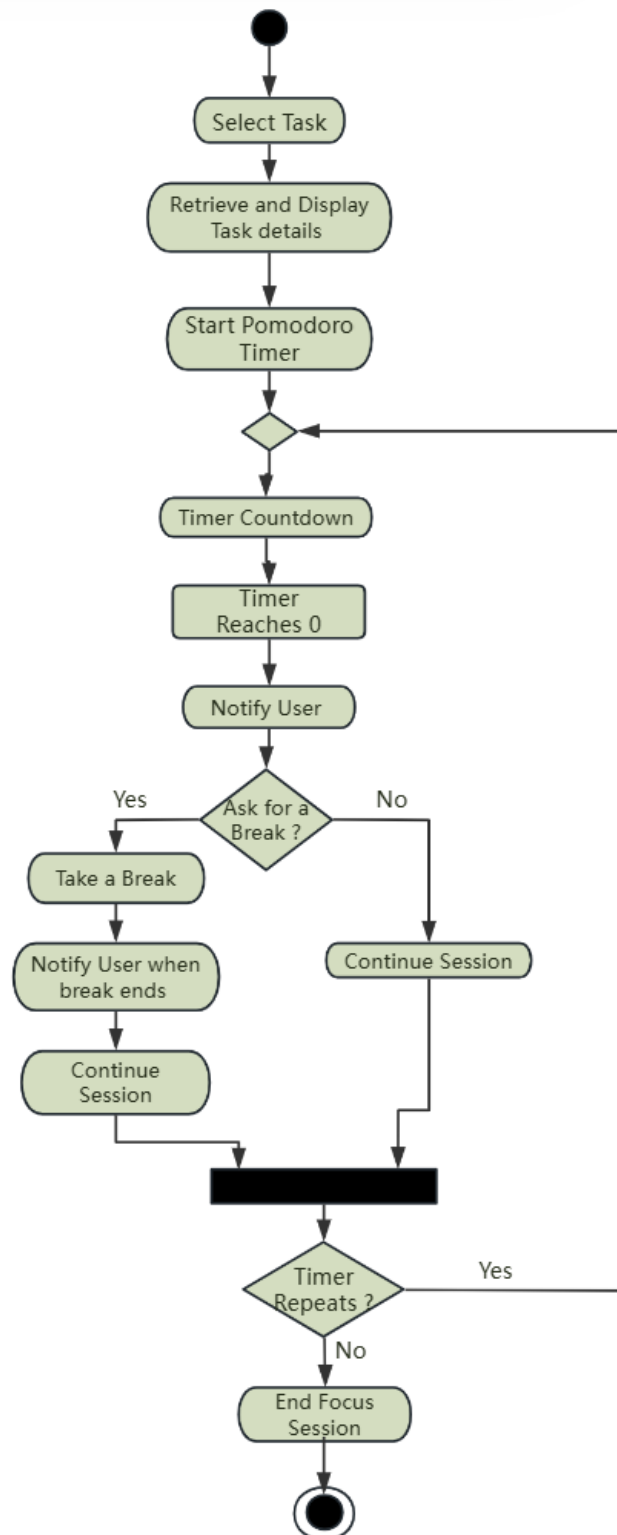 Select Task
Retrieve and Display
Task details
Start Pomodoro
Timer
Timer Countdown
Timer
Reaches 0
Notify User
Yes
Ask for a
Break ?
No
Take a Break
Notify User when
break ends
Continue Session
Continue
Session
Timer
Repeats ?
Yes
No
End Focus
Session